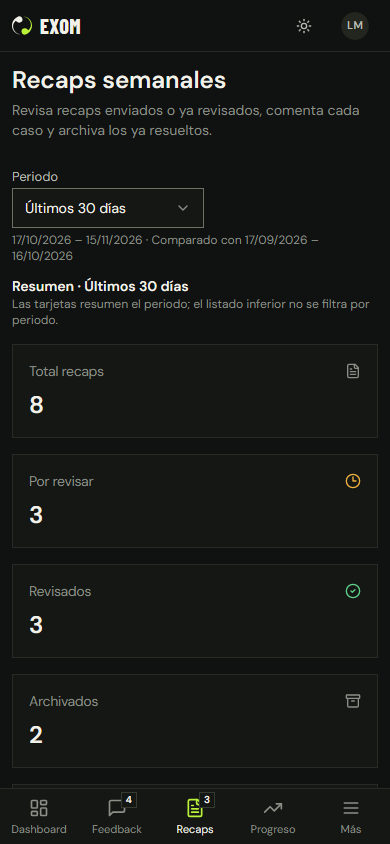 EXOM
LM
Recaps semanales
Revisa recaps enviados o ya revisados, comenta cada
caso y archiva los ya resueltos.
Periodo
Últimos 30 días
17/10/2026 – 15/11/2026 · Comparado con 17/09/2026 –
16/10/2026
Resumen · Últimos 30 días
Las tarjetas resumen el periodo; el listado inferior no se filtra por
periodo.
Total recaps
8
Por revisar
3
Revisados
3
Archivados
2
4
3
Dashboard
Feedback
Recaps
Progreso
Más